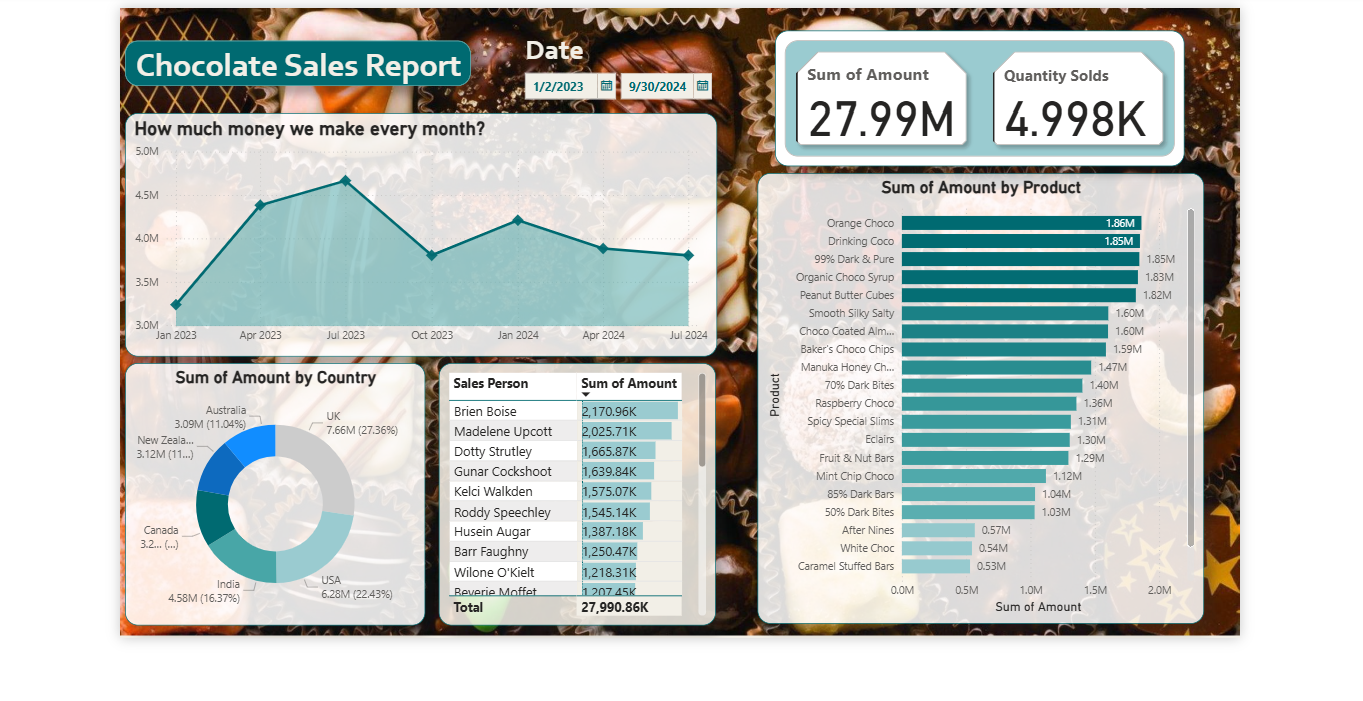 Chocolate Sales Report
Date
1/2/2023
9/30/2024
Sum of Amount
27.99M
Quantity Solds
4.998K
How much money we make every month?
5.0M
4.5M
4.0M
3.5M
3.0M
Jan 2023 Apr 2023 Jul 2023 Oct 2023 Jan 2024 Apr 2024 Jul 2024
Sum of Amount by Country
Australia
3.09M (11.04%)
UK
7.66M (27.36%)
New Zeala...
3.12M (11...)
Canada
3.2... (...)
India
4.58M (16.37%)
USA
6.28M (22.43%)
Sales Person Sum of Amount
Brien Boise 2,170.96K
Madelene Upcott 2,025.71K
Dotty Strutley 1,665.87K
Gunar Cockshoot 1,639.84K
Kelci Walkden 1,575.07K
Roddy Speechley 1,545.14K
Husein Augar 1,387.18K
Barr Faughny 1,250.47K
Wilone O'Kielt 1,218.31K
Beverie Moffet 1,207.45K
Total 27,990.86K
Sum of Amount by Product
Product
Orange Choco 1.86M
Drinking Coco 1.85M
99% Dark & Pure 1.85M
Organic Choco Syrup 1.83M
Peanut Butter Cubes 1.82M
Smooth Silky Salty 1.60M
Choco Coated Alm... 1.60M
Baker's Choco Chips 1.59M
Manuka Honey Ch... 1.47M
70% Dark Bites 1.40M
Raspberry Choco 1.36M
Spicy Special Slims 1.31M
Eclairs 1.30M
Fruit & Nut Bars 1.29M
Mint Chip Choco 1.12M
85% Dark Bars 1.04M
50% Dark Bites 1.03M
After Nines 0.57M
White Choc 0.54M
Caramel Stuffed Bars 0.53M
0.0M 0.5M 1.0M 1.5M 2.0M
Sum of Amount